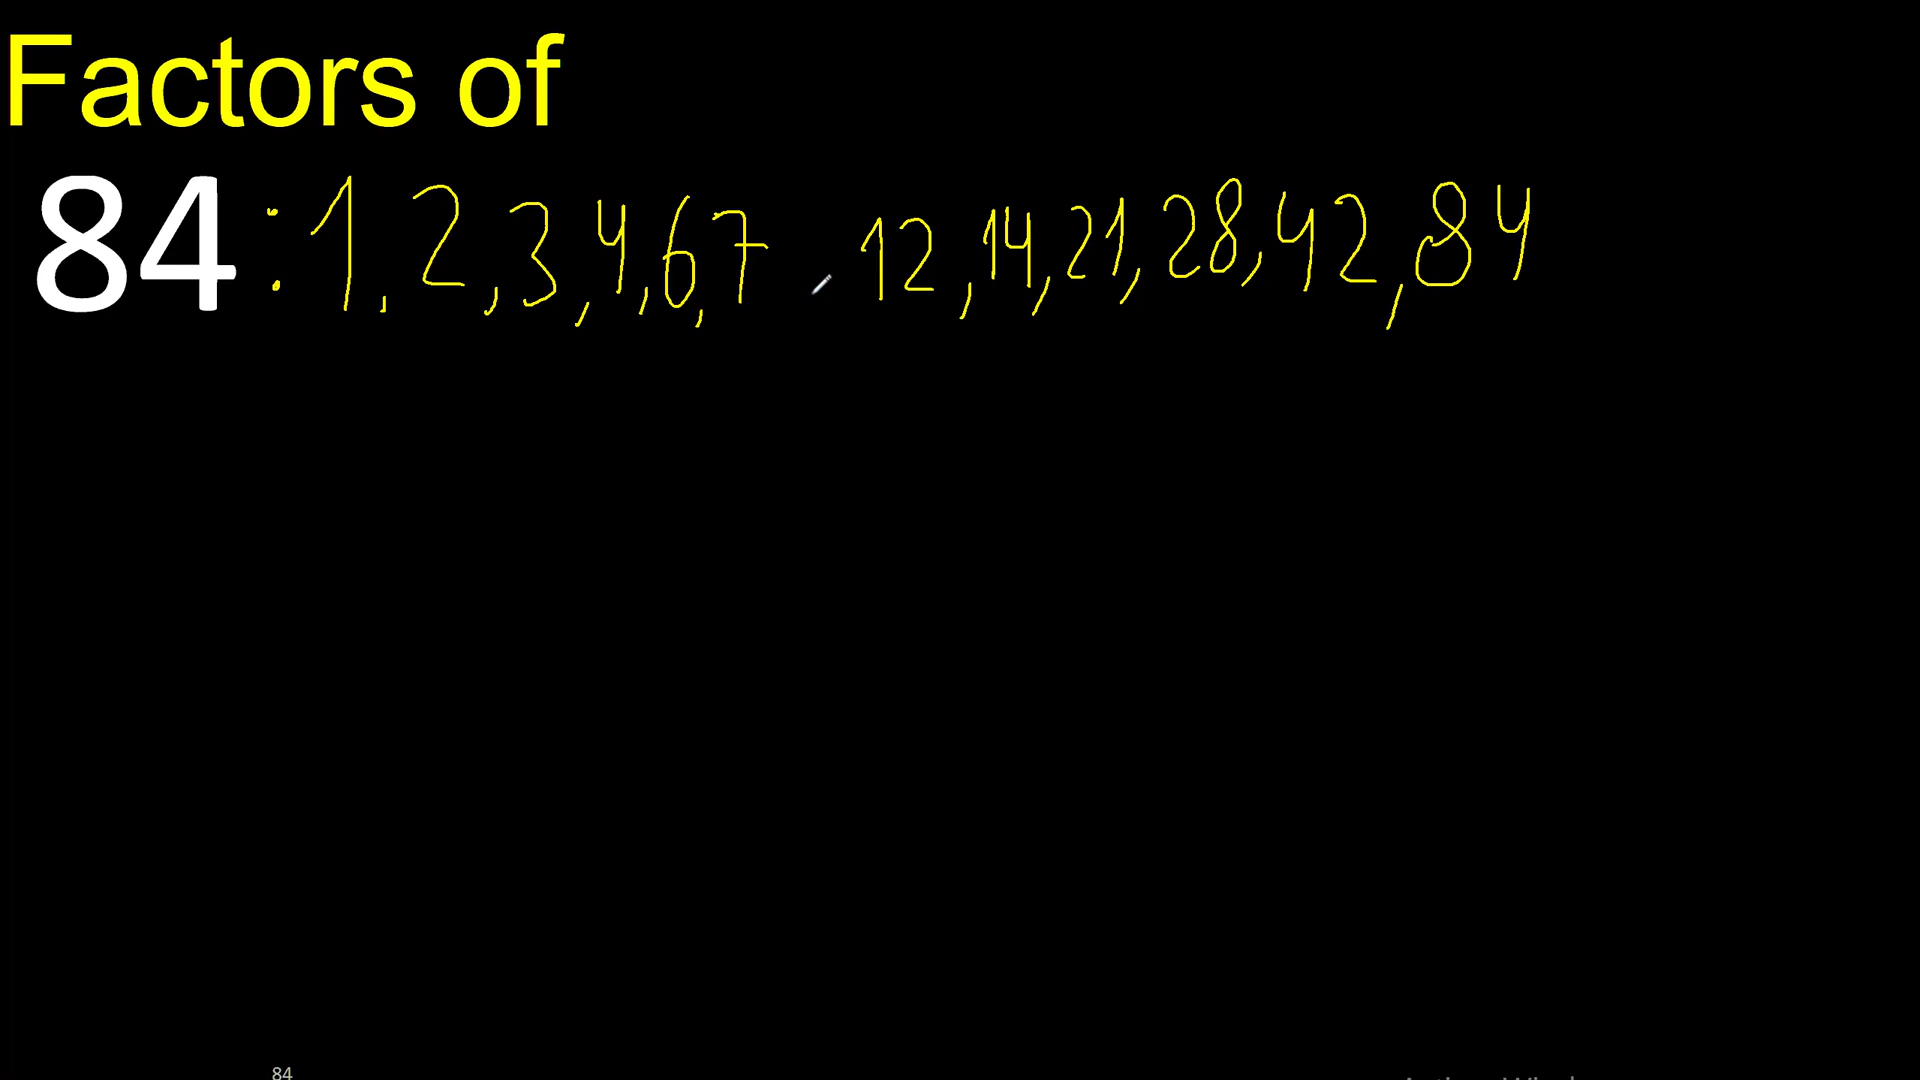 Factors of
84 : 1, 2, 3, 4, 6, 7 12, 14, 21, 28, 42, 84
84